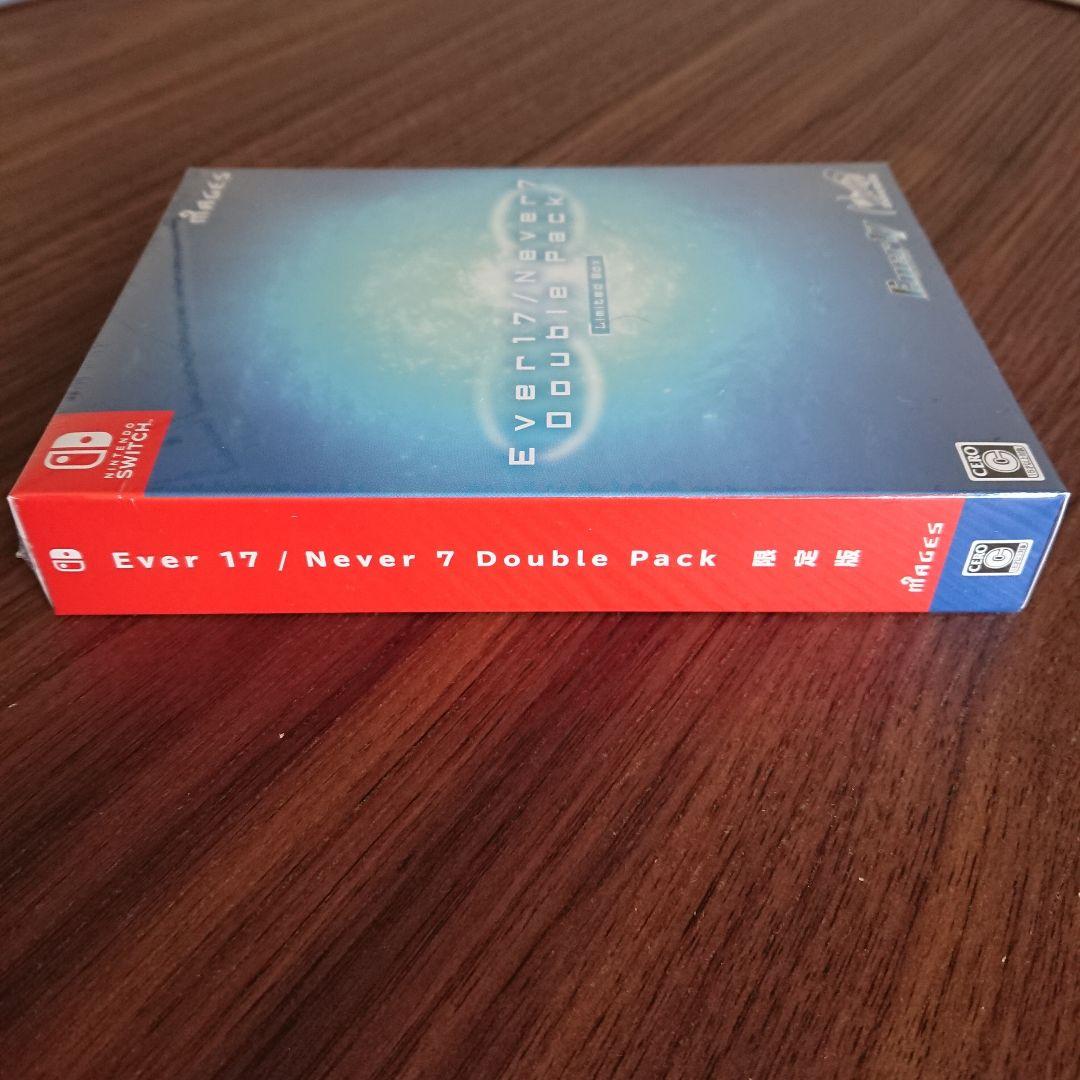 MAGES
Ever17/Never7
Double Pack
Limited Box
Ever17
NINTENDO
SWITCH
CERO
C
Ever 17 / Never 7 Double Pack 限定版
MAGES
CERO
C